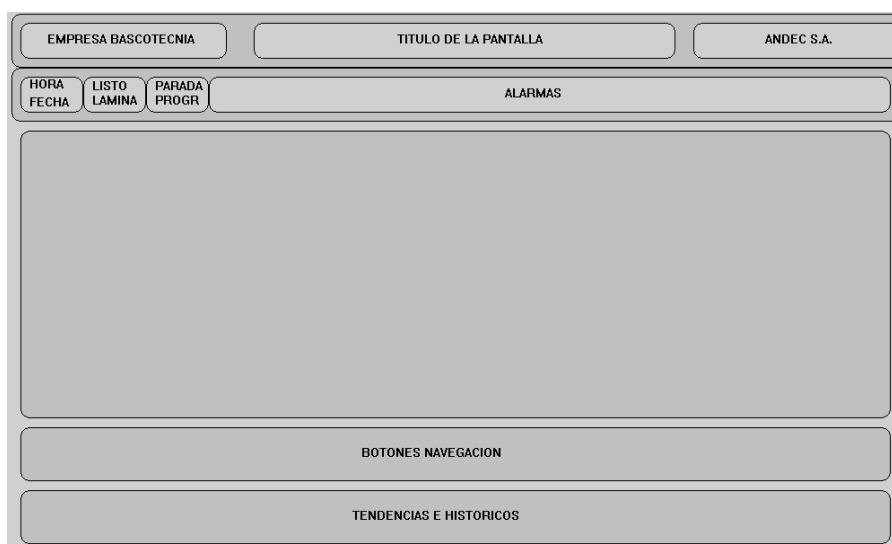 EMPRESA BASCOTECNIA
TITULO DE LA PANTALLA
ANDEC S.A.
HORA
FECHA
LISTO
LAMINA
PARADA
PROGR
ALARMAS
BOTONES NAVEGACION
TENDENCIAS E HISTORICOS